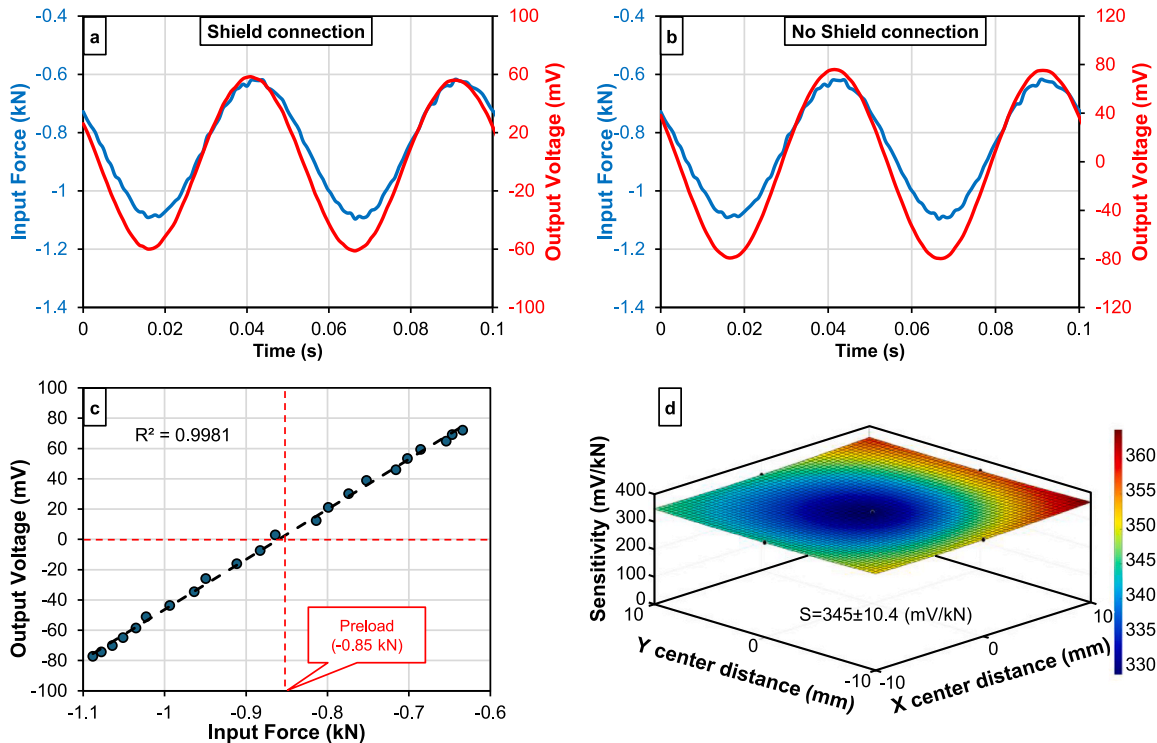 a
Shield connection
-0.4
-0.6
-0.8
-1
-1.2
-1.4
Input Force (kN)
100
60
20
-20
-60
-100
Output Voltage (mV)
0 0.02 0.04 0.06 0.08 0.1
Time (s)
b
No Shield connection
-0.4
-0.6
-0.8
-1
-1.2
-1.4
Input Force (kN)
120
80
40
0
-40
-80
-120
Output Voltage (mV)
0 0.02 0.04 0.06 0.08 0.1
Time (s)
c
R² = 0.9981
100
80
60
40
20
0
-20
-40
-60
-80
-100
Output Voltage (mV)
Preload
(-0.85 kN)
-1.1 -1 -0.9 -0.8 -0.7 -0.6
Input Force (kN)
d
400
300
200
100
0
Sensitivity (mV/kN)
S=345±10.4 (mV/kN)
10 0 -10
Y center distance (mm)
-10 0 10
X center distance (mm)
360
355
350
345
340
335
330